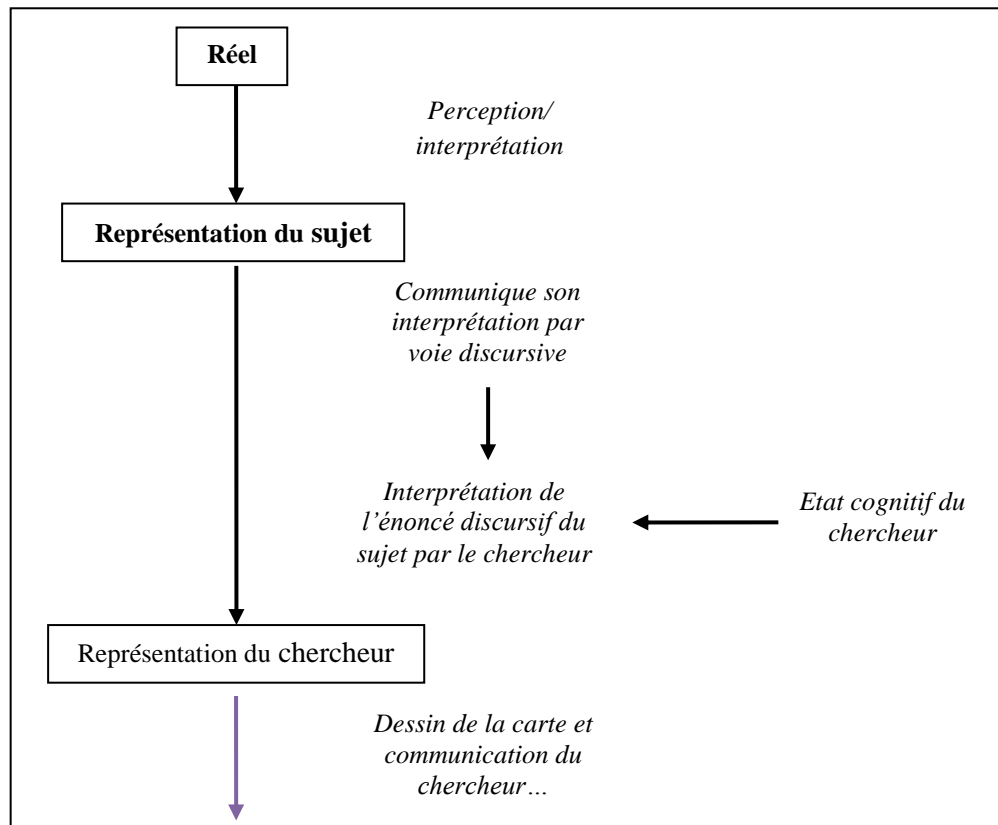 Réel
Perception/
interprétation
Représentation du sujet
Communique son
interprétation par
voie discursive
Interprétation de
l’énoncé discursif du
sujet par le chercheur
Etat cognitif du
chercheur
Représentation du chercheur
Dessin de la carte et
communication du
chercheur…